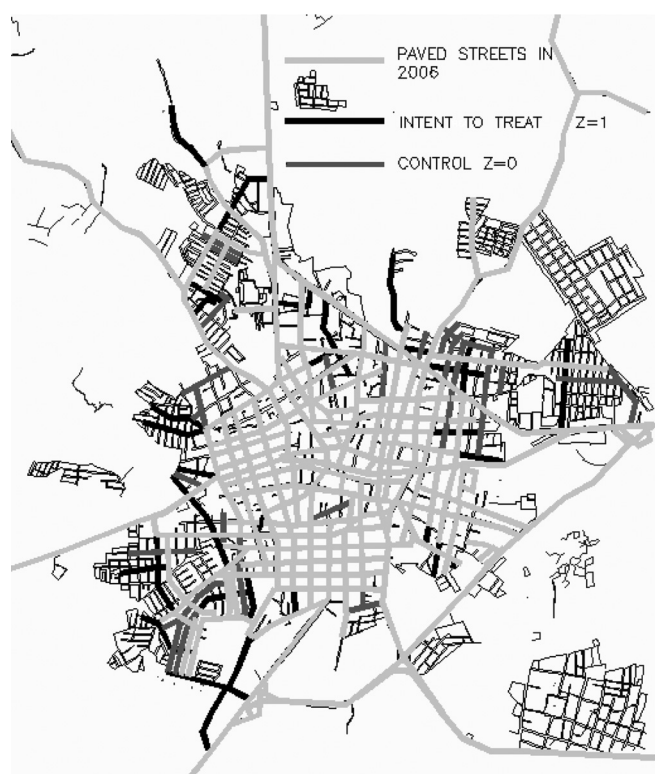 PAVED STREETS IN
2006
INTENT TO TREAT Z=1
CONTROL Z=0